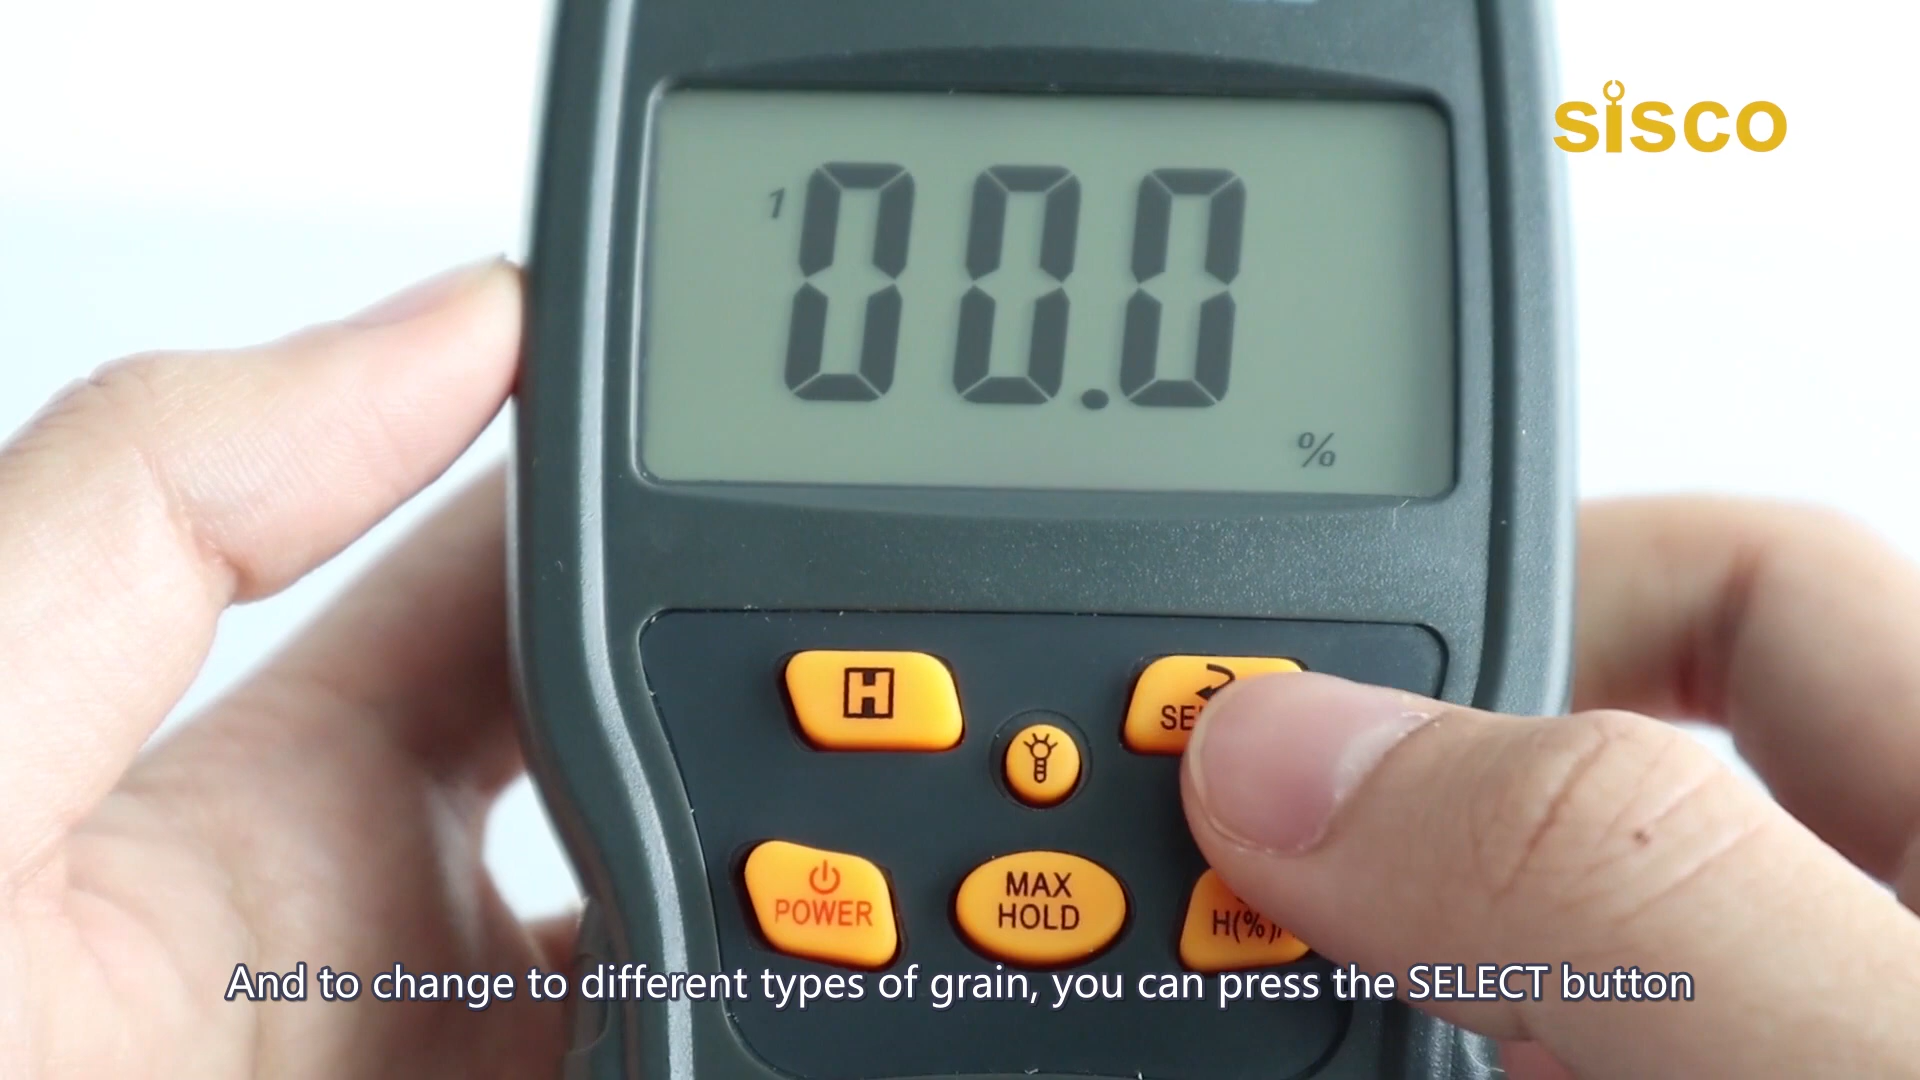 sisco
1
00.0
%
H
POWER
MAX
HOLD
And to change to different types of grain, you can press the SELECT button